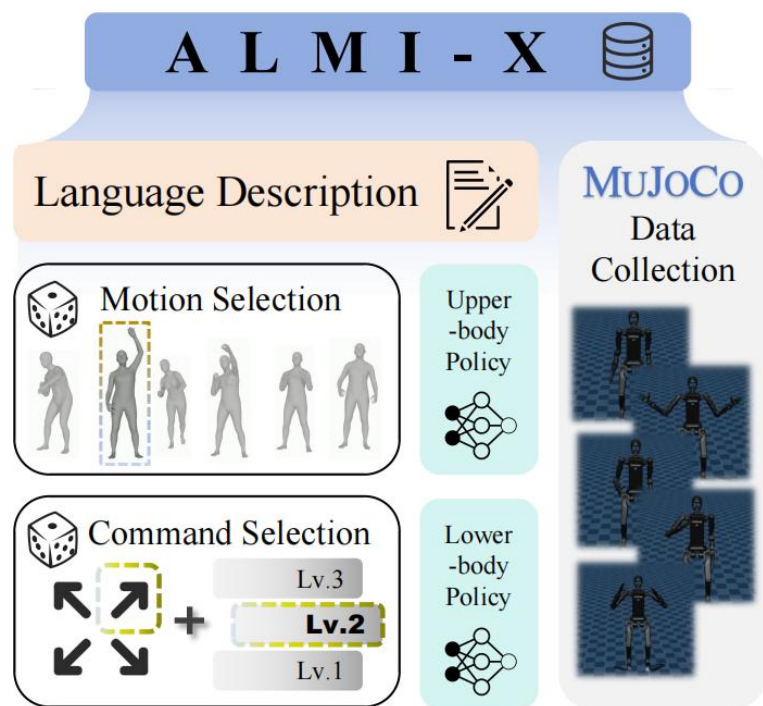 A L M I - X
Language Description
MUJOCO
Data
Collection
Motion Selection
Upper
-body
Policy
Command Selection
Lv.3
Lv.2
Lv.1
Lower
-body
Policy